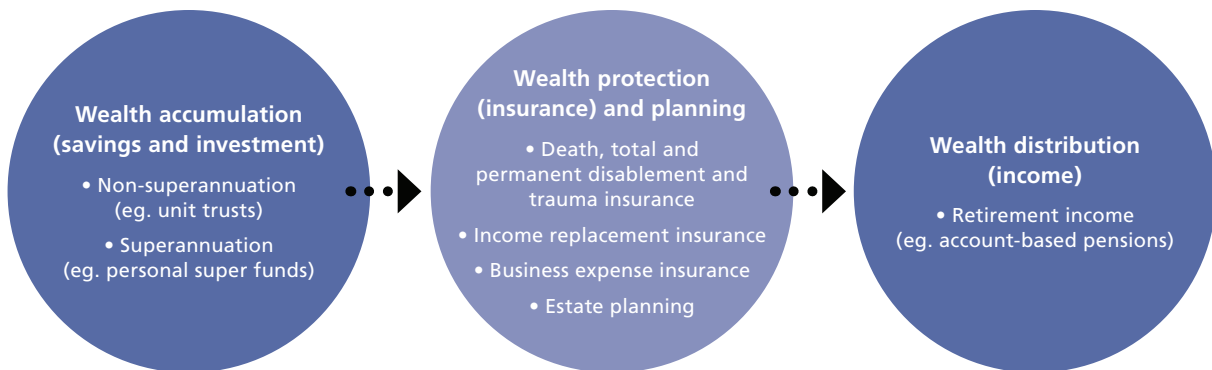 Wealth accumulation
(savings and investment)
• Non-superannuation
(eg. unit trusts)
• Superannuation
(eg. personal super funds)
Wealth protection
(insurance) and planning
• Death, total and
permanent disablement and
trauma insurance
• Income replacement insurance
• Business expense insurance
• Estate planning
Wealth distribution
(income)
• Retirement income
(eg. account-based pensions)